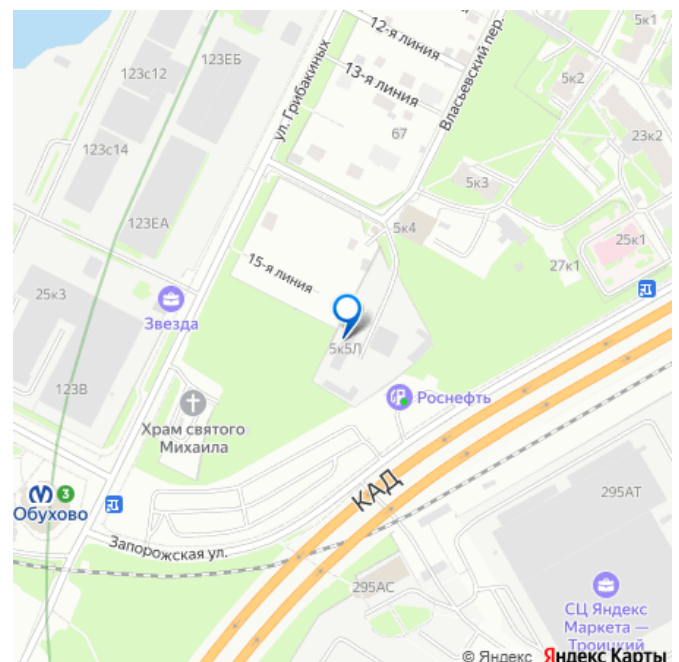 12-я линия
5к1
123ЕБ
123с12
13-я линия
Власьевский пер.
5к2
ул. Грибакиных
67
23к2
123с14
5к3
123ЕА
5к4
25к1
15-я линия
27к1
25к3
Звезда
5к5Л
123В
Роснефть
Храм святого
Михаила
КАД
295АТ
3
Обухово
Запорожская ул.
295АС
СЦ Яндекс
Маркета —
Троицкий
© Яндекс Яндекс Карты